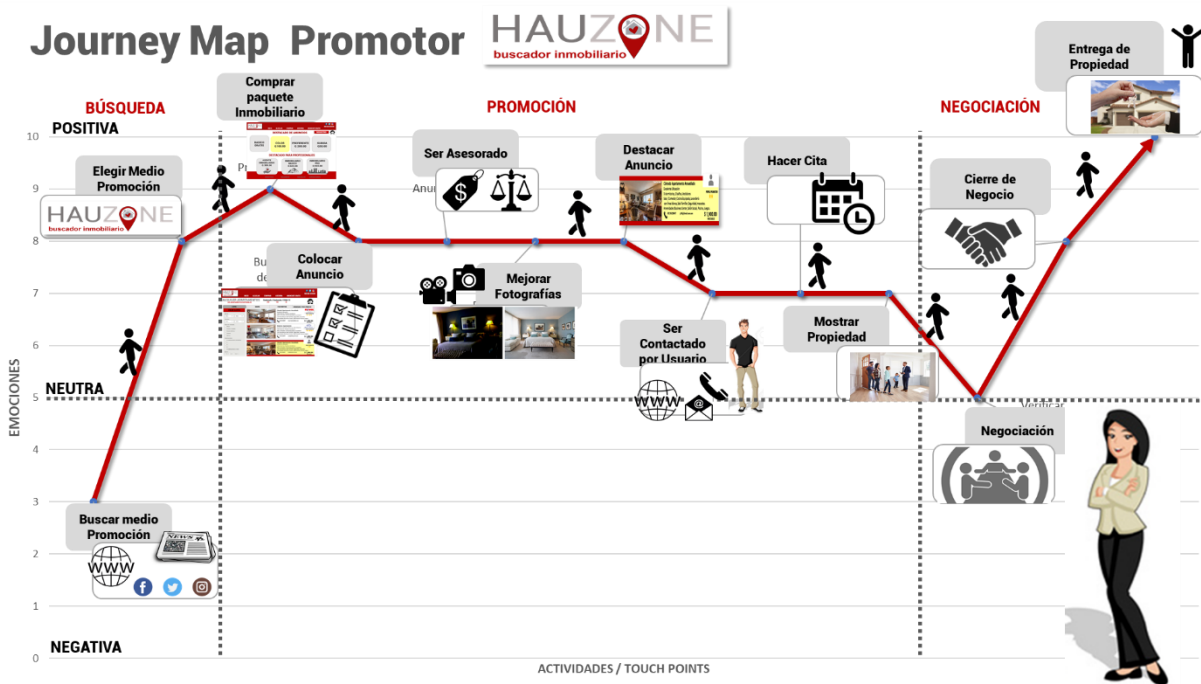 Journey Map Promotor
HAUZONE
buscador inmobiliario
BÚSQUEDA
PROMOCIÓN
NEGOCIACIÓN
POSITIVA
NEUTRA
NEGATIVA
EMOCIONES
10
9
8
7
6
5
4
3
2
1
0
Buscar medio
Promoción
NEWS
WWW
Elegir Medio
Promoción
HAUZONE
buscador inmobiliario
Comprar
paquete
Inmobiliario
Colocar
Anuncio
Ser Asesorado
Mejorar
Fotografías
Destacar
Anuncio
Ser
Contactado
por Usuario
WWW
Hacer Cita
Mostrar
Propiedad
Negociación
Verificar
Cierre de
Negocio
Entrega de
Propiedad
ACTIVIDADES / TOUCH POINTS